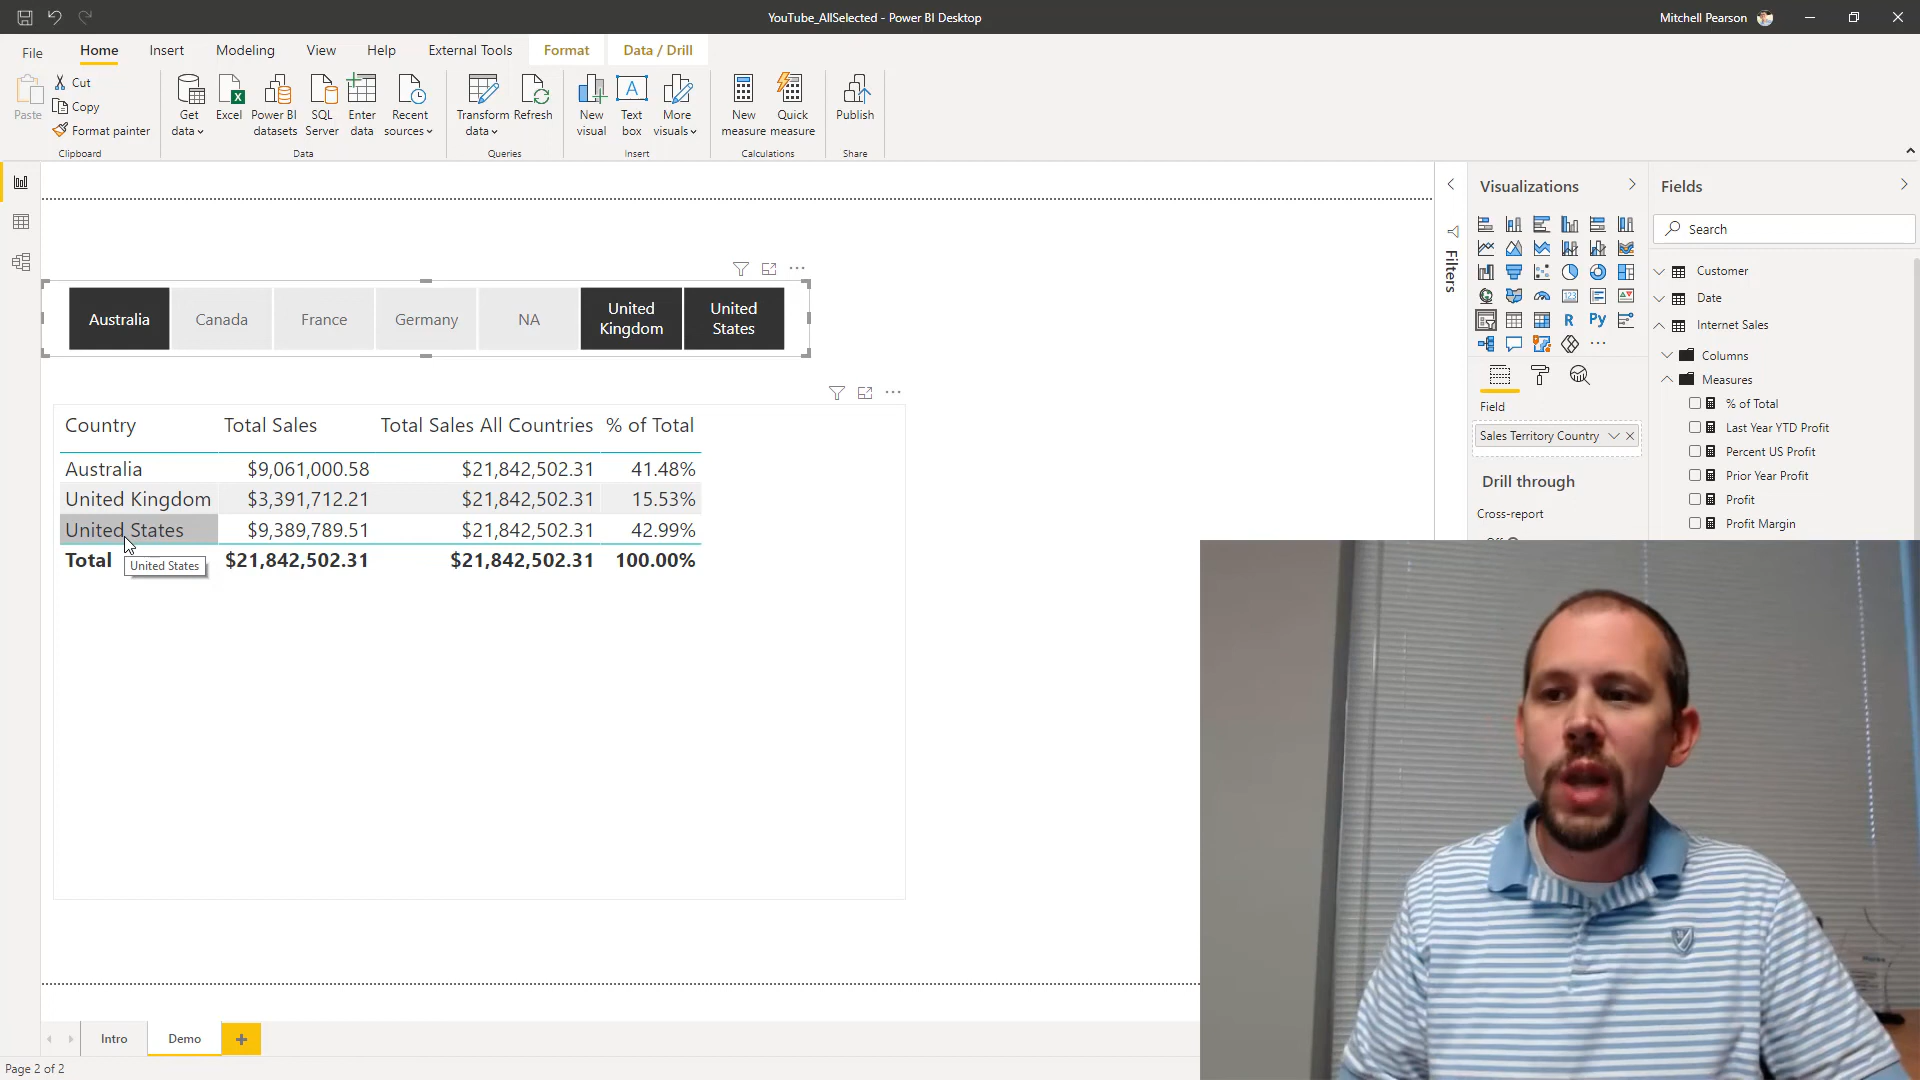 YouTube_AllSelected - Power BI Desktop
Mitchell Pearson
File Home Insert Modeling View Help External Tools Format Data / Drill
Paste
Cut
Copy
Format painter
Clipboard
Get data
Excel
Power BI datasets
SQL Server
Enter data
Recent sources
Data
Transform data
Refresh
Queries
New visual
Text box
More visuals
Insert
New measure
Quick measure
Calculations
Publish
Share
Australia Canada France Germany NA United Kingdom United States
Country Total Sales Total Sales All Countries % of Total
Australia $9,061,000.58 $21,842,502.31 41.48%
United Kingdom $3,391,712.21 $21,842,502.31 15.53%
United States $9,389,789.51 $21,842,502.31 42.99%
Total $21,842,502.31 $21,842,502.31 100.00%
United States
Filters
Visualizations
R Py
Field
Sales Territory Country
Drill through
Cross-report
Fields
Search
Customer
Date
Internet Sales
Columns
Measures
% of Total
Last Year YTD Profit
Percent US Profit
Prior Year Profit
Profit
Profit Margin
Intro Demo
Page 2 of 2